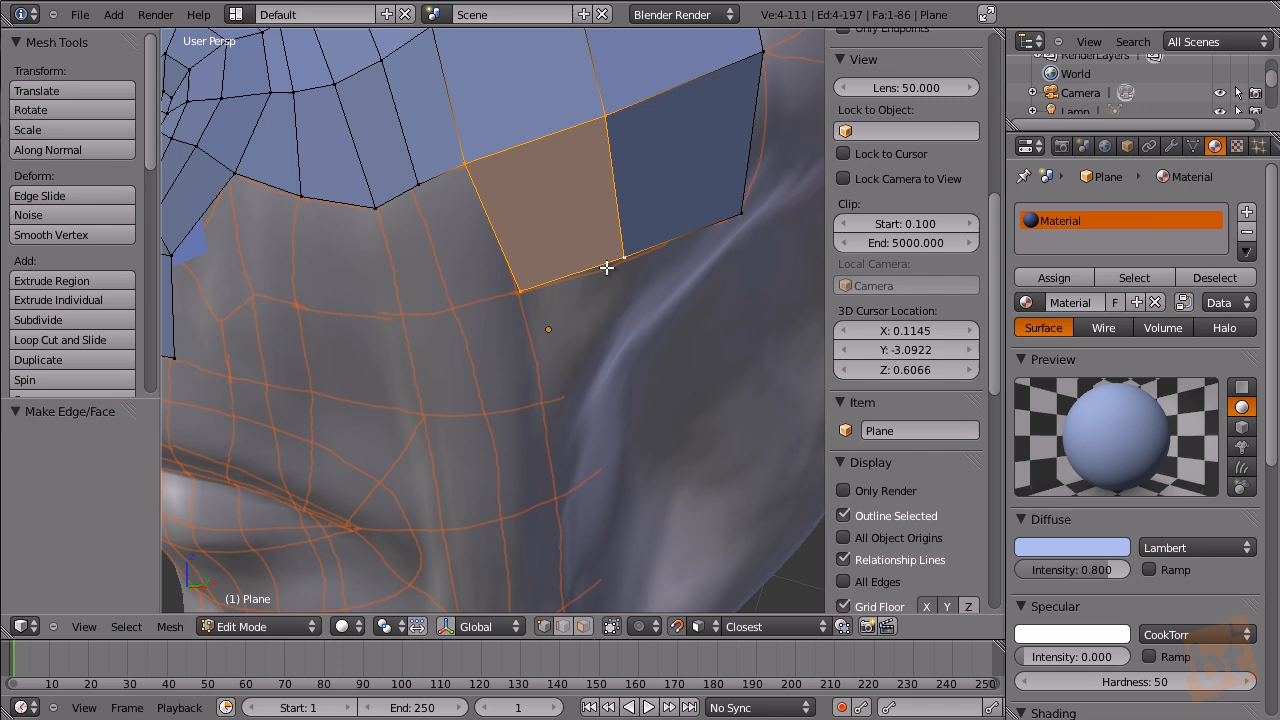 File Add Render Help Default Scene Blender Render Ve:4-111 | Ed:4-197 | Fa:1-86 | Plane
Mesh Tools
Transform:
Translate
Rotate
Scale
Along Normal
Deform:
Edge Slide
Noise
Smooth Vertex
Add:
Extrude Region
Extrude Individual
Subdivide
Loop Cut and Slide
Duplicate
Spin
Make Edge/Face
User Persp
(1) Plane
Only Endpoints
View
Lens: 50.000
Lock to Object:
Lock to Cursor
Lock Camera to View
Clip:
Start: 0.100
End: 5000.000
Local Camera:
Camera
3D Cursor Location:
X: 0.1145
Y: -3.0922
Z: 0.6066
Item
Plane
Display
Only Render
Outline Selected
All Object Origins
Relationship Lines
All Edges
Grid Floor X Y Z
View Search All Scenes
RenderLayers
World
Camera
Lamp
Plane Material
Material
Assign Select Deselect
Material F Data
Surface Wire Volume Halo
Preview
Diffuse
Lambert
Intensity: 0.800 Ramp
Specular
CookTorr
Intensity: 0.000 Ramp
Hardness: 50
Shading
View Select Mesh Edit Mode Global Closest
10 20 30 40 50 60 70 80 90 100 110 120 130 140 150 160 170 180 190 200 210 220 230 240 250
View Frame Playback Start: 1 End: 250 1 No Sync